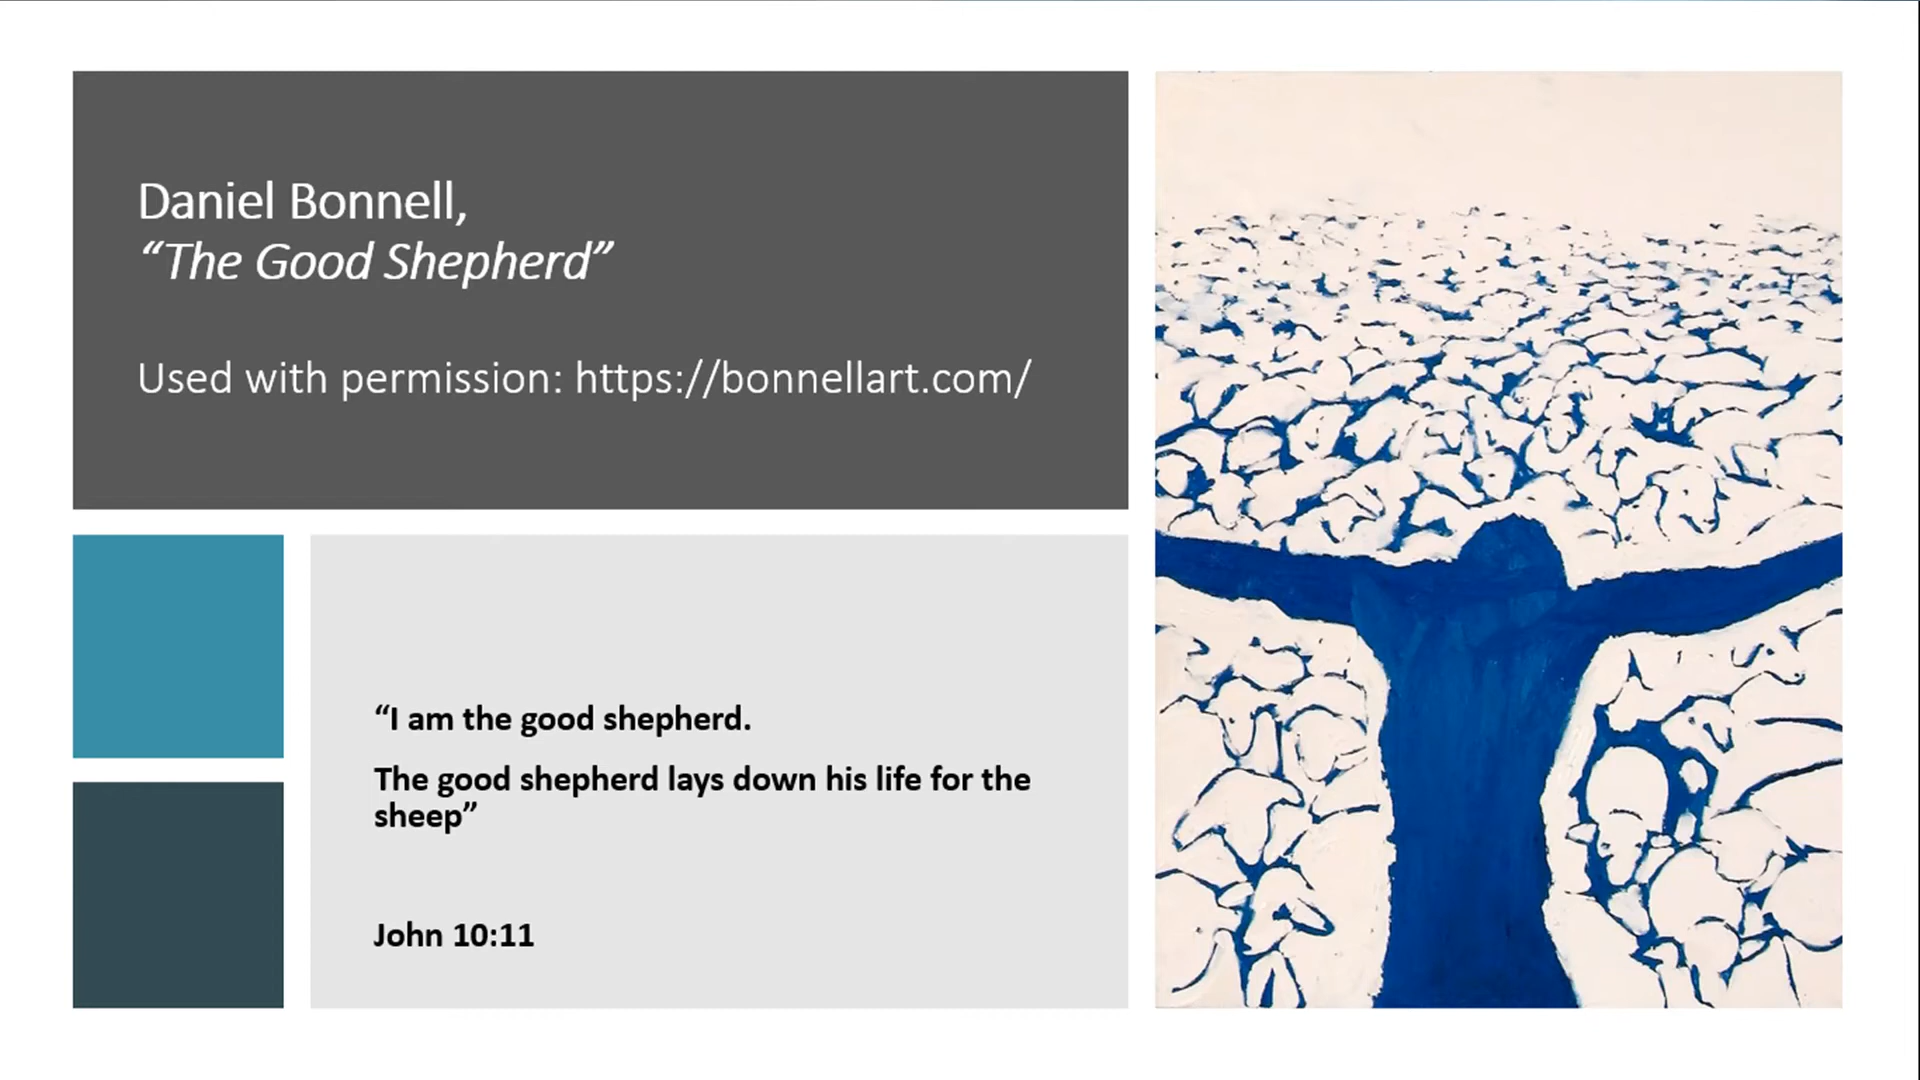 Daniel Bonnell,
“The Good Shepherd”
Used with permission: https://bonnellart.com/
“I am the good shepherd.
The good shepherd lays down his life for the
sheep”
John 10:11